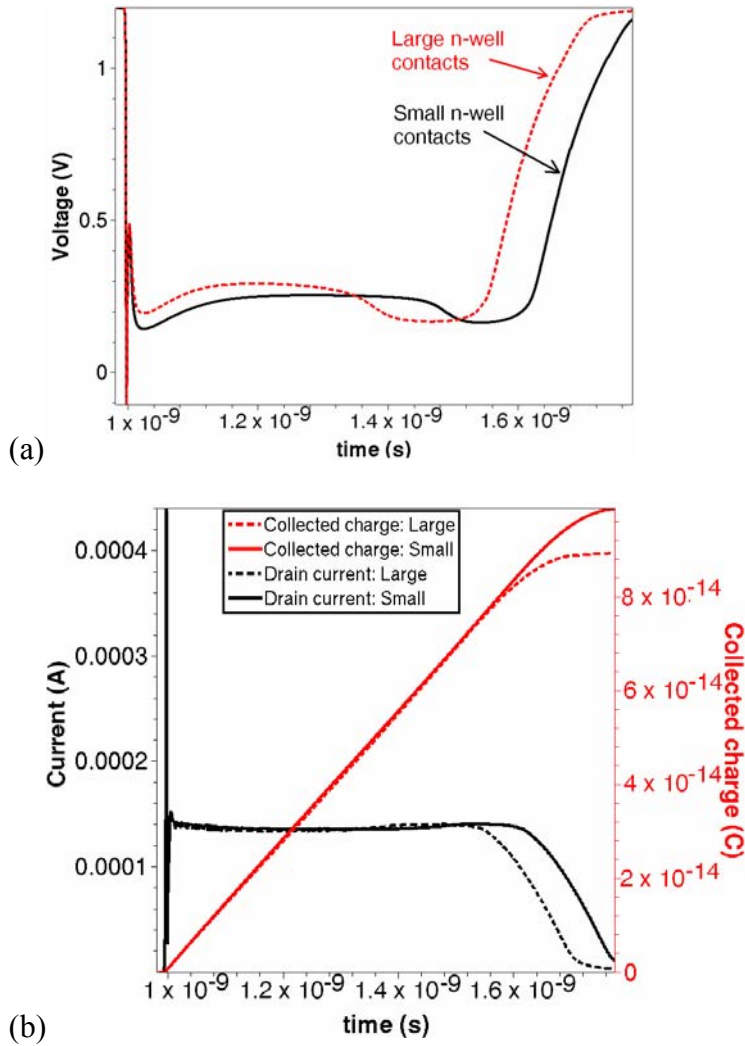 Large n-well
contacts
Small n-well
contacts
1
0.5
0
Voltage (V)
1 x 10⁻⁹ 1.2 x 10⁻⁹ 1.4 x 10⁻⁹ 1.6 x 10⁻⁹
time (s)
(a)
Collected charge: Large
Collected charge: Small
Drain current: Large
Drain current: Small
0.0004
0.0003
0.0002
0.0001
Current (A)
8 x 10⁻¹⁴
6 x 10⁻¹⁴
4 x 10⁻¹⁴
2 x 10⁻¹⁴
0
Collected charge (C)
1 x 10⁻⁹ 1.2 x 10⁻⁹ 1.4 x 10⁻⁹ 1.6 x 10⁻⁹
time (s)
(b)